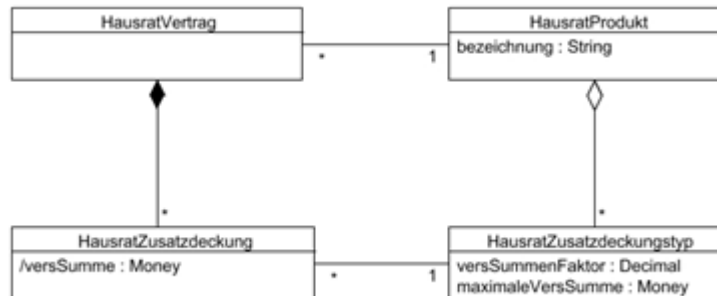 HausratVertrag
HausratProdukt
bezeichnung : String
*
1
*
*
HausratZusatzdeckung
/versSumme : Money
HausratZusatzdeckungstyp
versSummenFaktor : Decimal
maximaleVersSumme : Money
*
1